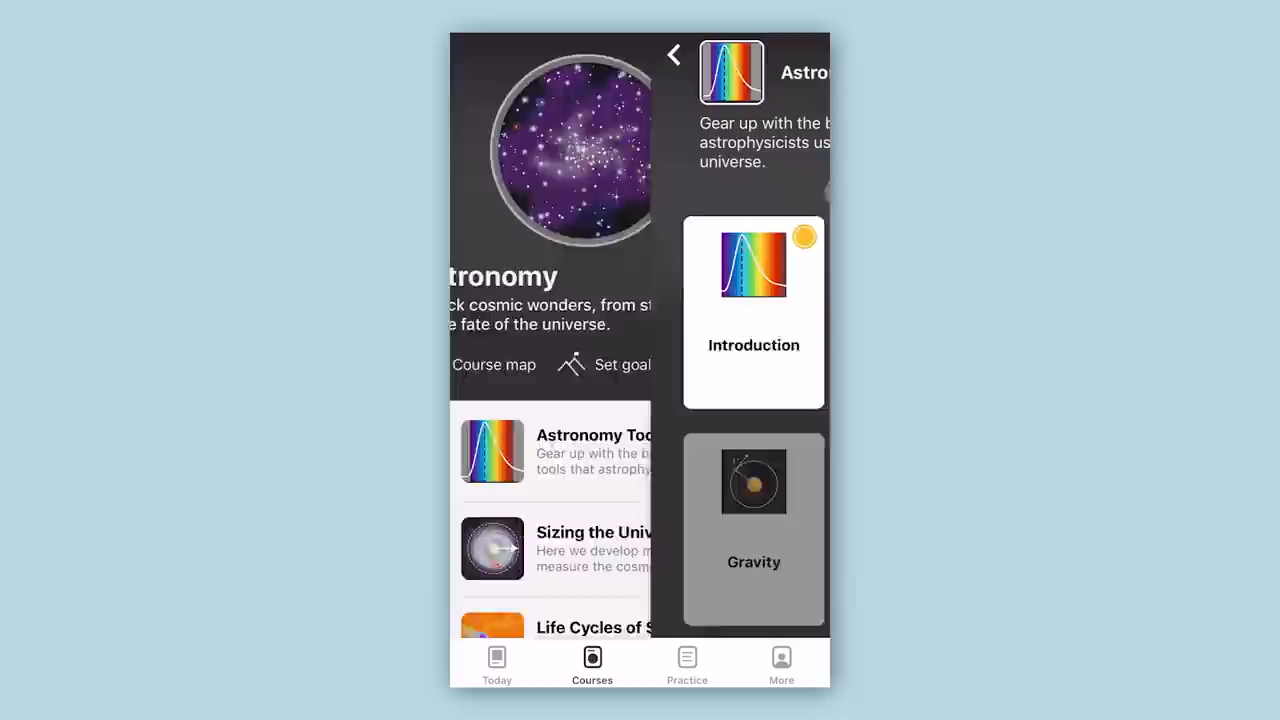 tronomy
ck cosmic wonders, from st
e fate of the universe.
Course map
Set goal
Astronomy Too
Gear up with the b
tools that astrophy
Sizing the Univ
Here we develop m
measure the cosm
Life Cycles of S
Astro
Gear up with the b
astrophysicists us
universe.
Introduction
Gravity
Today
Courses
Practice
More